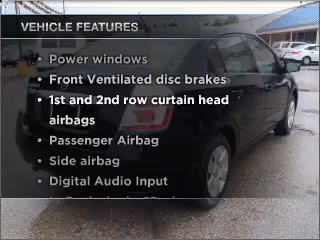 VEHICLE FEATURES
• Power windows
• Front Ventilated disc brakes
• 1st and 2nd row curtain head
airbags
• Passenger Airbag
• Side airbag
• Digital Audio Input